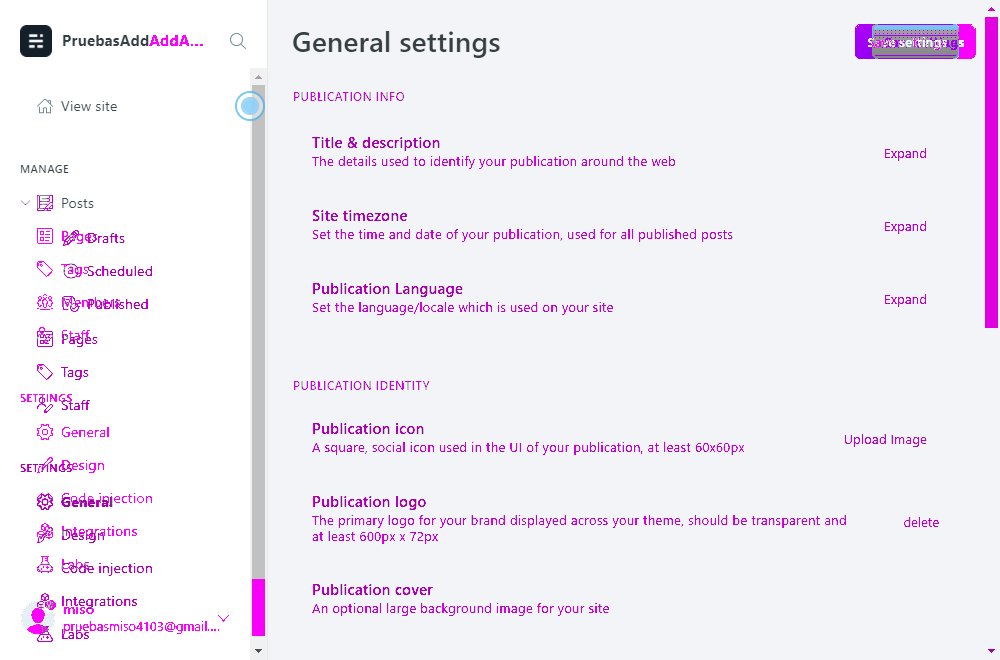 PruebasAddAddA...
General settings
View site
PUBLICATION INFO
Title & description
The details used to identify your publication around the web
Expand
MANAGE
Posts
Site timezone
Set the time and date of your publication, used for all published posts
Expand
Pages
Drafts
Tags
Scheduled
Members
Published
Staff
Pages
Tags
Publication Language
Set the language/locale which is used on your site
Expand
SETTINGS
Staff
General
Design
SETTINGS
Code injection
General
Integrations
Design
Labs
Code injection
Integrations
Labs
PUBLICATION IDENTITY
Publication icon
A square, social icon used in the UI of your publication, at least 60x60px
Upload Image
Publication logo
The primary logo for your brand displayed across your theme, should be transparent and
at least 600px x 72px
delete
Publication cover
An optional large background image for your site
miso
pruebasmiso4103@gmail....